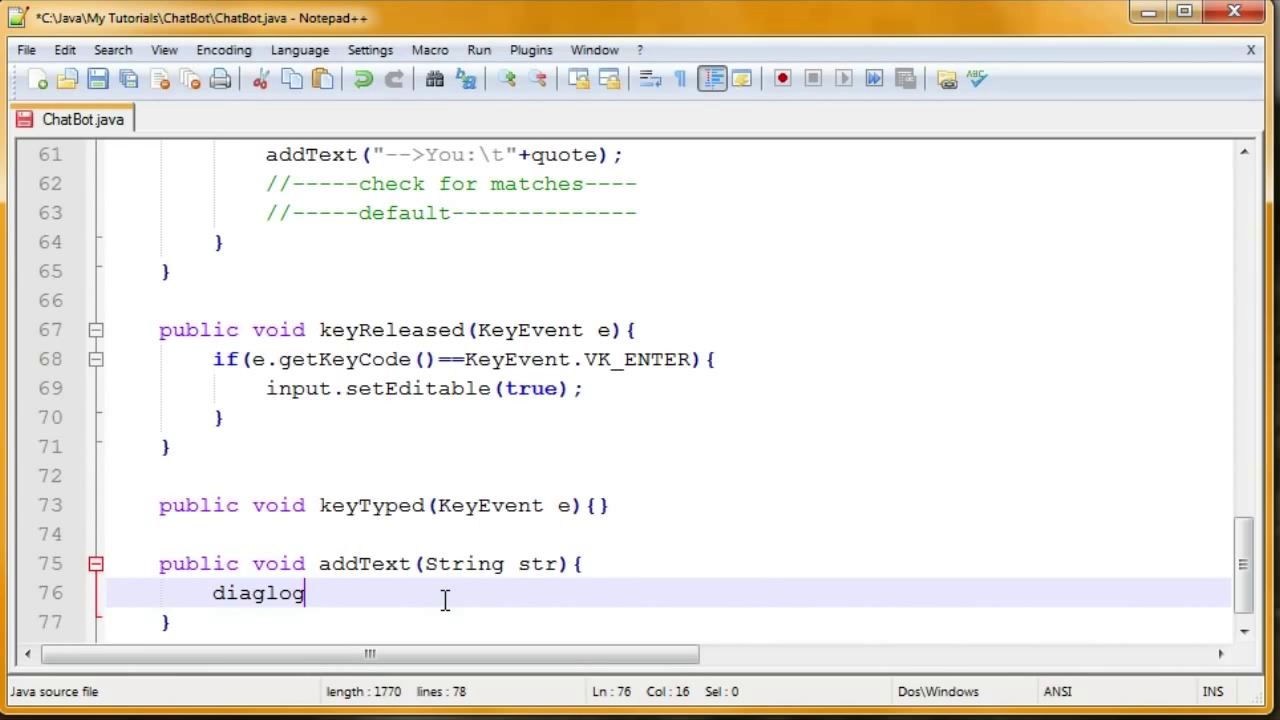 *C:\Java\My Tutorials\ChatBot\ChatBot.java - Notepad++
File Edit Search View Encoding Language Settings Macro Run Plugins Window ? X
ABC
ChatBot.java
61 addText("-->You:\t"+quote);
62 //-----check for matches----
63 //-----default--------------
64 }
65 }
66
67 public void keyReleased(KeyEvent e){
68 if(e.getKeyCode()==KeyEvent.VK_ENTER){
69 input.setEditable(true);
70 }
71 }
72
73 public void keyTyped(KeyEvent e){}
74
75 public void addText(String str){
76 diaglog
77 }
Java source file length : 1770 lines : 78 Ln : 76 Col : 16 Sel : 0 Dos\Windows ANSI INS